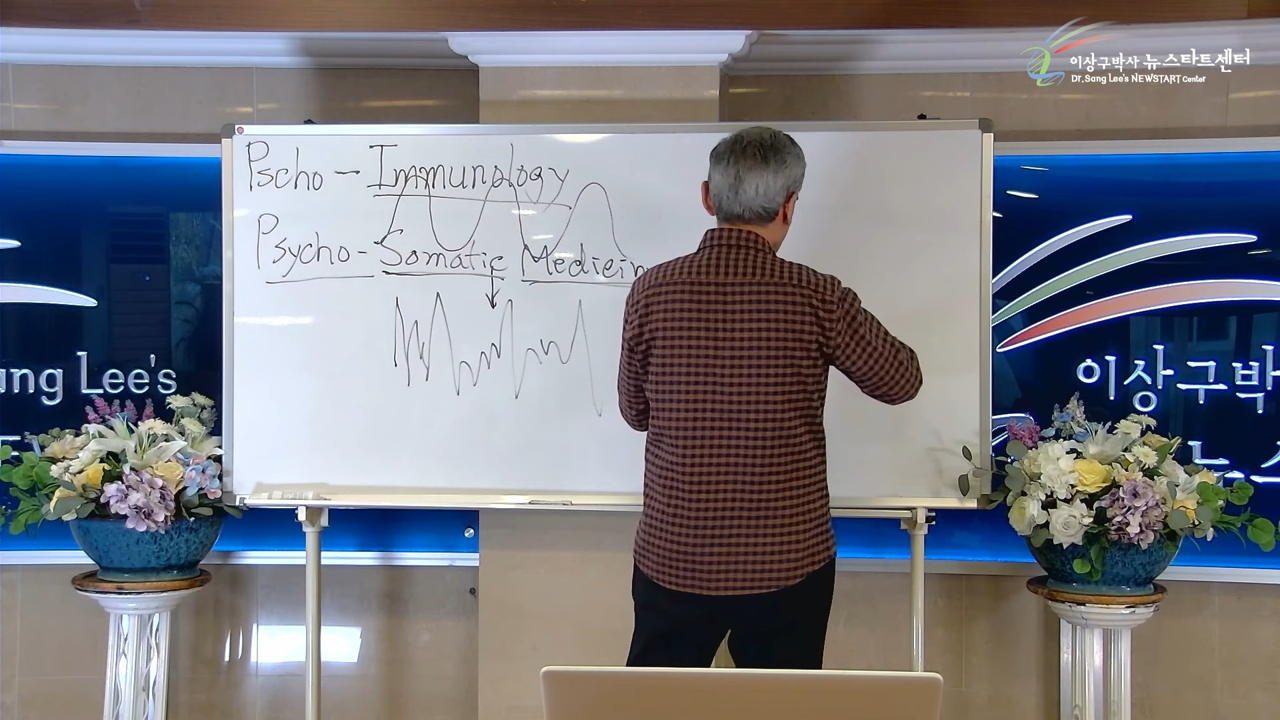 이상구박사 뉴스타트센터
Dr. Sang Lee's NEWSTART Center
Pscho - Immunology
Psycho - Somatic Medicin
ang Lee's
이상구박